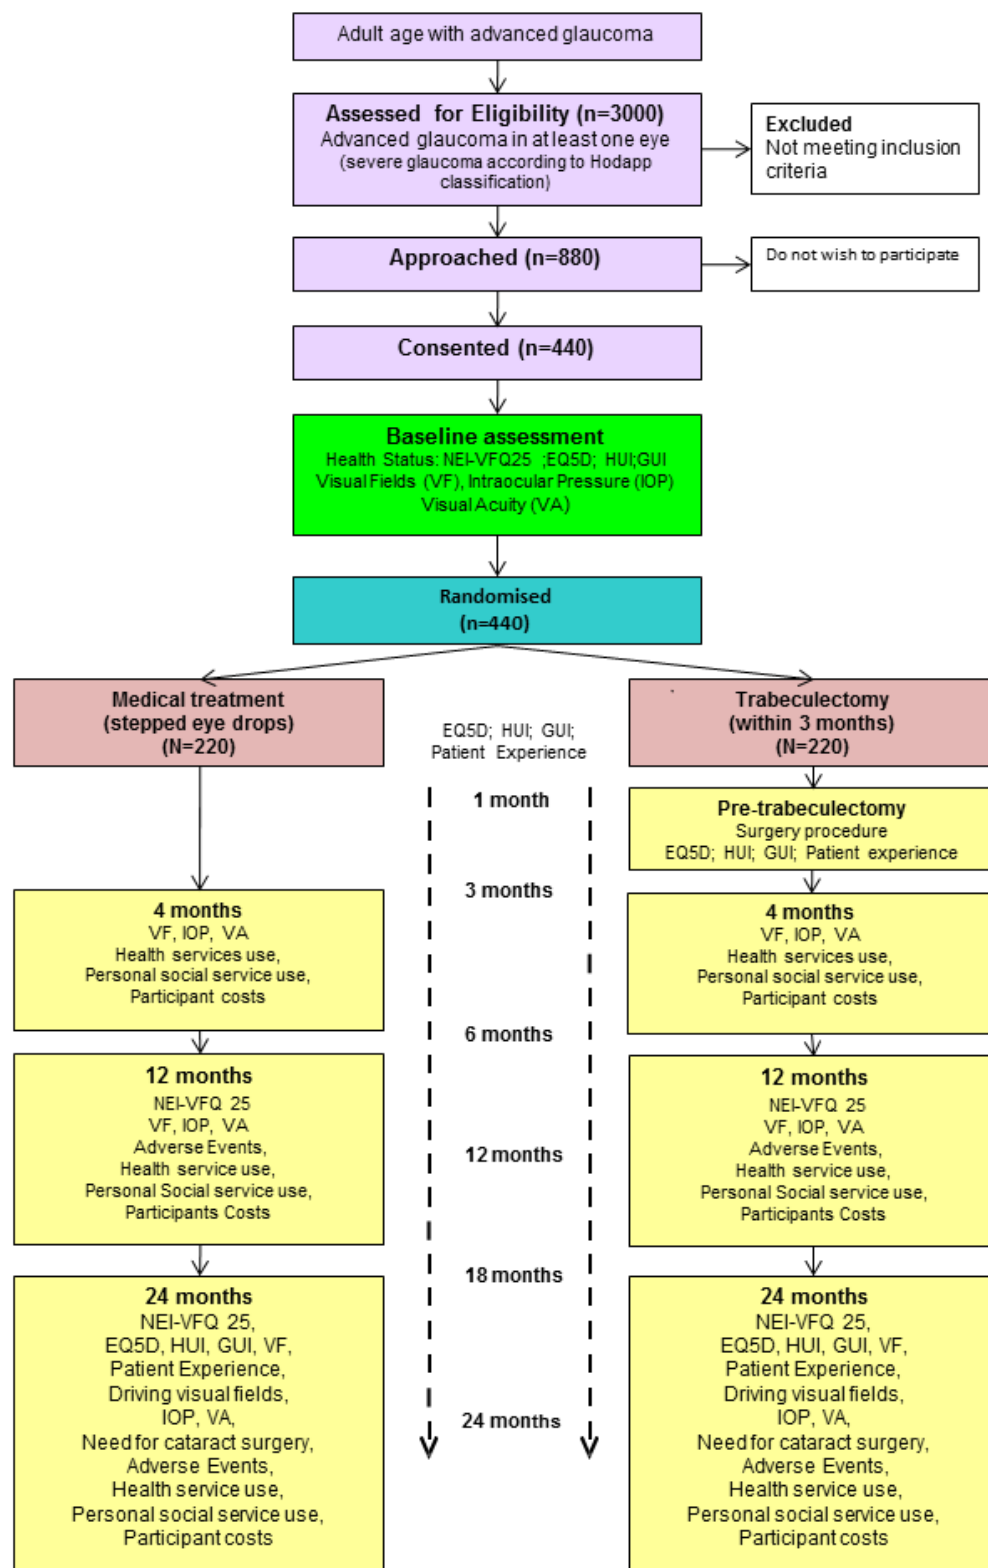 Adult age with advanced glaucoma
Assessed for Eligibility (n=3000)
Advanced glaucoma in at least one eye
(severe glaucoma according to Hodapp
classification)
Excluded
Not meeting inclusion
criteria
Approached (n=880)
Do not wish to participate
Consented (n=440)
Baseline assessment
Health Status: NEI-VFQ25 ;EQ5D; HUI;GUI
Visual Fields (VF), Intraocular Pressure (IOP)
Visual Acuity (VA)
Randomised
(n=440)
Medical treatment
(stepped eye drops)
(N=220)
EQ5D; HUI; GUI;
Patient Experience
Trabeculectomy
(within 3 months)
(N=220)
1 month
3 months
6 months
12 months
18 months
24 months
Pre-trabeculectomy
Surgery procedure
EQ5D; HUI; GUI; Patient experience
4 months
VF, IOP, VA
Health services use,
Personal social service use,
Participant costs
4 months
VF, IOP, VA
Health services use,
Personal social service use,
Participant costs
12 months
NEI-VFQ 25
VF, IOP, VA
Adverse Events,
Health service use,
Personal Social service use,
Participants Costs
12 months
NEI-VFQ 25
VF, IOP, VA
Adverse Events,
Health service use,
Personal Social service use,
Participants Costs
24 months
NEI-VFQ 25,
EQ5D, HUI, GUI, VF,
Patient Experience,
Driving visual fields,
IOP, VA,
Need for cataract surgery,
Adverse Events,
Health service use,
Personal social service use,
Participant costs
24 months
NEI-VFQ 25,
EQ5D, HUI, GUI, VF,
Patient Experience,
Driving visual fields,
IOP, VA,
Need for cataract surgery,
Adverse Events,
Health service use,
Personal social service use,
Participant costs